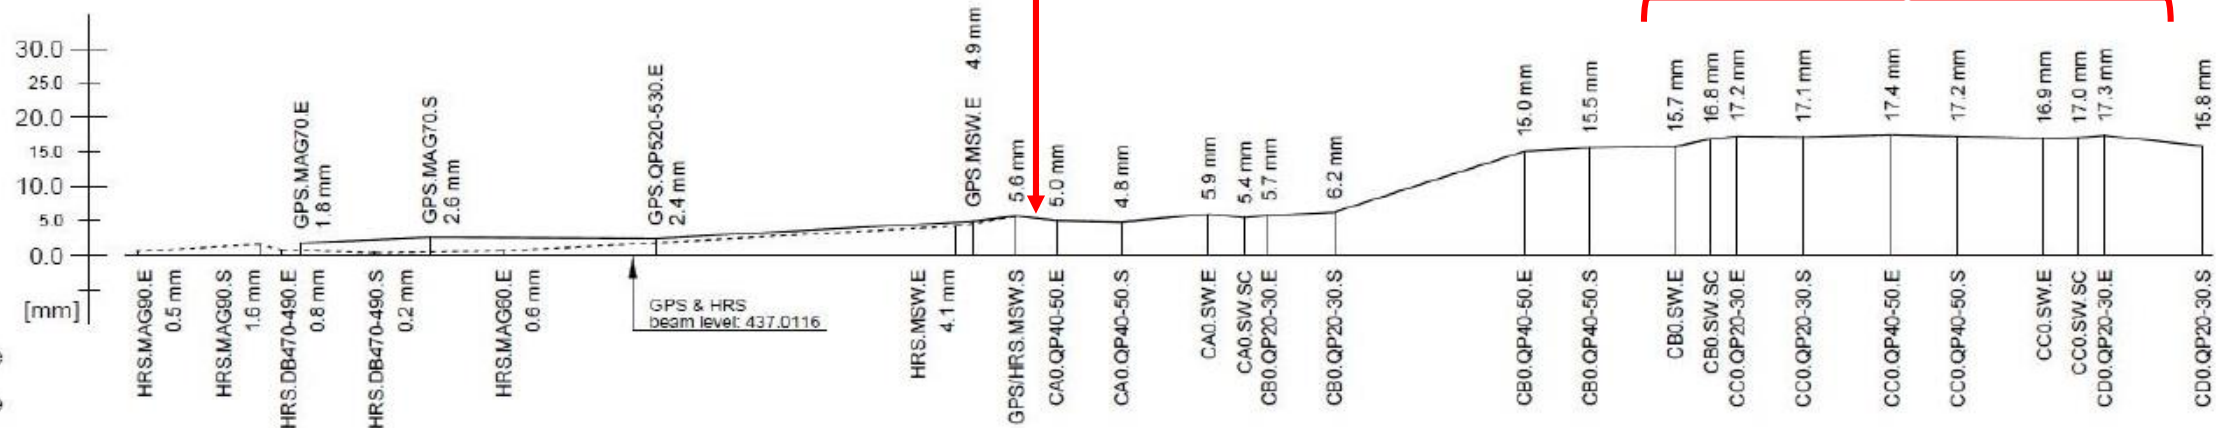 30.0
25.0
20.0
15.0
10.0
5.0
0.0
[mm]
GPS.MAG70.E
1.8 mm
GPS.MAG70.S
2.6 mm
GPS.QP520-530.E
2.4 mm
GPS.MSW.E
4.9 mm
5.6 mm
5.0 mm
4.8 mm
5.9 mm
5.4 mm
5.7 mm
6.2 mm
15.0 mm
15.5 mm
15.7 mm
16.8 mm
17.2 mm
17.1 mm
17.4 mm
17.2 mm
16.9 mm
17.0 mm
17.3 mm
15.8 mm
HRS.MAG90.E
0.5 mm
HRS.MAG90.S
1.6 mm
HRS.DB470-490.E
0.8 mm
HRS.DB470-490.S
0.2 mm
HRS.MAG60.E
0.6 mm
GPS & HRS
beam level: 437.0116
HRS.MSW.E
4.1 mm
GPS/HRS.MSW.S
CA0.QP40-50.E
CA0.QP40-50.S
CA0.SW.E
CA0.SW.SC
CB0.QP20-30.E
CB0.QP20-30.S
CB0.QP40-50.E
CB0.QP40-50.S
CB0.SW.E
CB0.SW.SC
CC0.QP20-30.E
CC0.QP20-30.S
CC0.QP40-50.E
CC0.QP40-50.S
CC0.SW.E
CC0.SW.SC
CD0.QP20-30.E
CD0.QP20-30.S